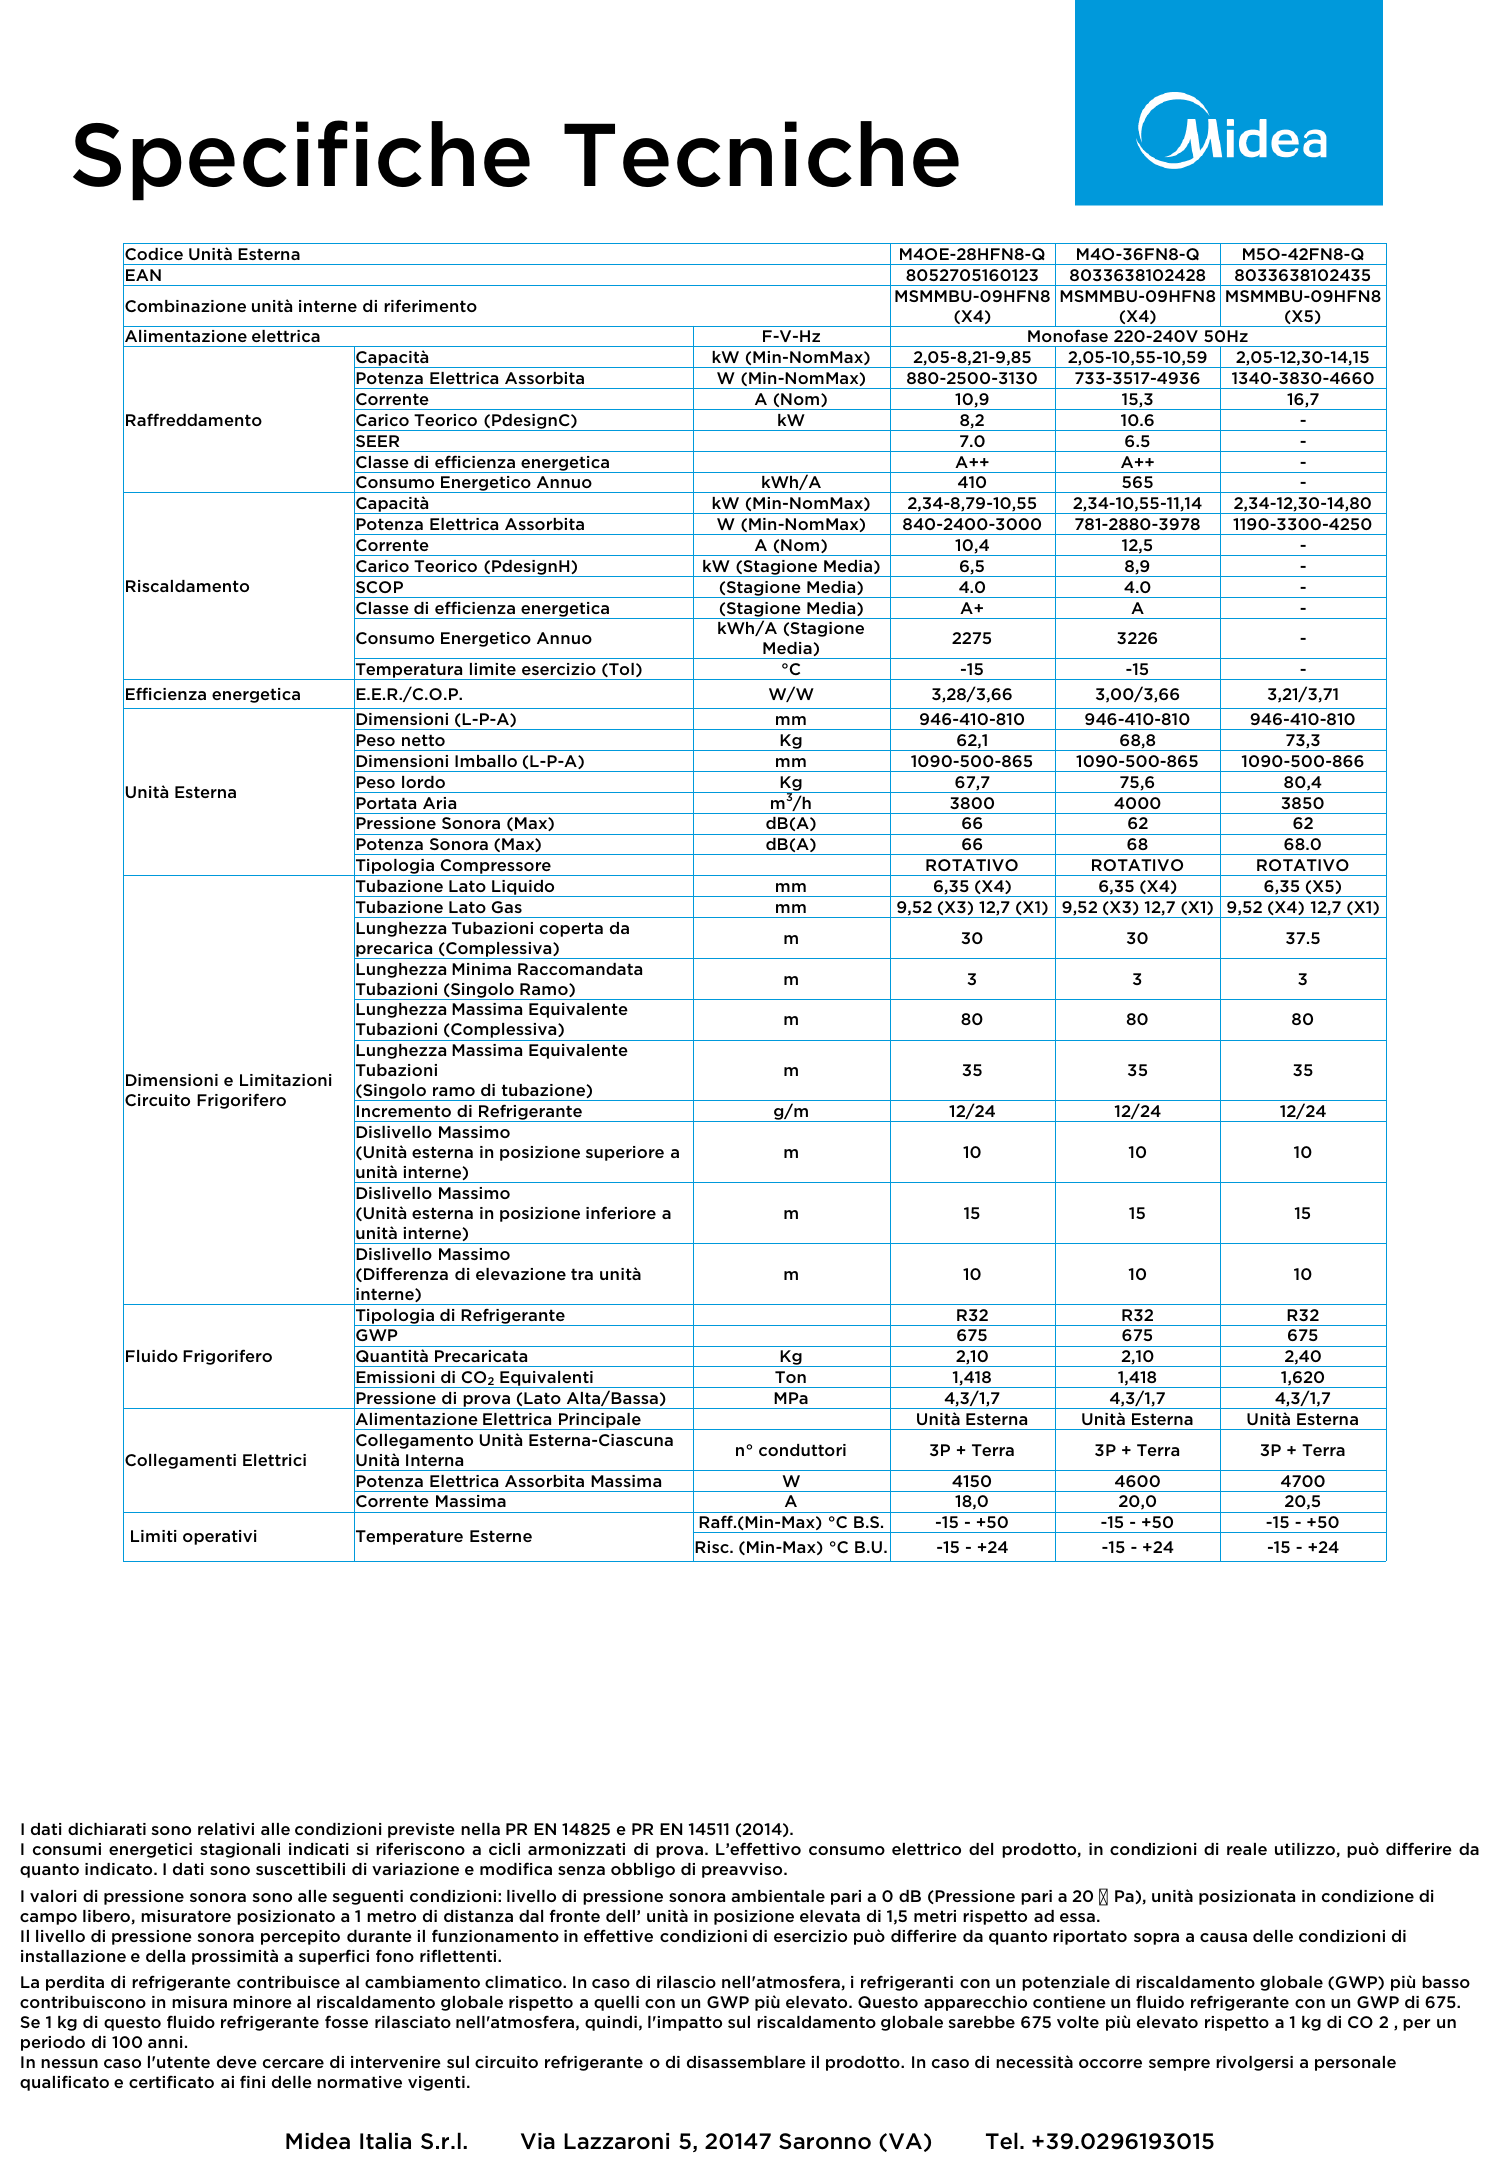 Midea
Specifiche Tecniche
Codice Unità Esterna M4OE-28HFN8-Q M4O-36FN8-Q M5O-42FN8-Q
EAN 8052705160123 8033638102428 8033638102435
Combinazione unità interne di riferimento MSMMBU-09HFN8 (X4) MSMMBU-09HFN8 (X4) MSMMBU-09HFN8 (X5)
Alimentazione elettrica F-V-Hz Monofase 220-240V 50Hz
Raffreddamento
Capacità kW (Min-NomMax) 2,05-8,21-9,85 2,05-10,55-10,59 2,05-12,30-14,15
Potenza Elettrica Assorbita W (Min-NomMax) 880-2500-3130 733-3517-4936 1340-3830-4660
Corrente A (Nom) 10,9 15,3 16,7
Carico Teorico (PdesignC) kW 8,2 10.6 -
SEER 7.0 6.5 -
Classe di efficienza energetica A++ A++ -
Consumo Energetico Annuo kWh/A 410 565 -
Riscaldamento
Capacità kW (Min-NomMax) 2,34-8,79-10,55 2,34-10,55-11,14 2,34-12,30-14,80
Potenza Elettrica Assorbita W (Min-NomMax) 840-2400-3000 781-2880-3978 1190-3300-4250
Corrente A (Nom) 10,4 12,5 -
Carico Teorico (PdesignH) kW (Stagione Media) 6,5 8,9 -
SCOP (Stagione Media) 4.0 4.0 -
Classe di efficienza energetica (Stagione Media) A+ A -
Consumo Energetico Annuo kWh/A (Stagione Media) 2275 3226 -
Temperatura limite esercizio (Tol) °C -15 -15 -
Efficienza energetica E.E.R./C.O.P. W/W 3,28/3,66 3,00/3,66 3,21/3,71
Unità Esterna
Dimensioni (L-P-A) mm 946-410-810 946-410-810 946-410-810
Peso netto Kg 62,1 68,8 73,3
Dimensioni Imballo (L-P-A) mm 1090-500-865 1090-500-865 1090-500-866
Peso lordo Kg 67,7 75,6 80,4
Portata Aria m³/h 3800 4000 3850
Pressione Sonora (Max) dB(A) 66 62 62
Potenza Sonora (Max) dB(A) 66 68 68.0
Tipologia Compressore ROTATIVO ROTATIVO ROTATIVO
Dimensioni e Limitazioni
Circuito Frigorifero
Tubazione Lato Liquido mm 6,35 (X4) 6,35 (X4) 6,35 (X5)
Tubazione Lato Gas mm 9,52 (X3) 12,7 (X1) 9,52 (X3) 12,7 (X1) 9,52 (X4) 12,7 (X1)
Lunghezza Tubazioni coperta da
precarica (Complessiva) m 30 30 37.5
Lunghezza Minima Raccomandata
Tubazioni (Singolo Ramo) m 3 3 3
Lunghezza Massima Equivalente
Tubazioni (Complessiva) m 80 80 80
Lunghezza Massima Equivalente
Tubazioni
(Singolo ramo di tubazione) m 35 35 35
Incremento di Refrigerante g/m 12/24 12/24 12/24
Dislivello Massimo
(Unità esterna in posizione superiore a
unità interne) m 10 10 10
Dislivello Massimo
(Unità esterna in posizione inferiore a
unità interne) m 15 15 15
Dislivello Massimo
(Differenza di elevazione tra unità
interne) m 10 10 10
Fluido Frigorifero
Tipologia di Refrigerante R32 R32 R32
GWP 675 675 675
Quantità Precaricata Kg 2,10 2,10 2,40
Emissioni di CO₂ Equivalenti Ton 1,418 1,418 1,620
Pressione di prova (Lato Alta/Bassa) MPa 4,3/1,7 4,3/1,7 4,3/1,7
Collegamenti Elettrici
Alimentazione Elettrica Principale Unità Esterna Unità Esterna Unità Esterna
Collegamento Unità Esterna-Ciascuna
Unità Interna n° conduttori 3P + Terra 3P + Terra 3P + Terra
Potenza Elettrica Assorbita Massima W 4150 4600 4700
Corrente Massima A 18,0 20,0 20,5
Limiti operativi Temperature Esterne
Raff.(Min-Max) °C B.S. -15 - +50 -15 - +50 -15 - +50
Risc. (Min-Max) °C B.U. -15 - +24 -15 - +24 -15 - +24
I dati dichiarati sono relativi alle condizioni previste nella PR EN 14825 e PR EN 14511 (2014).
I consumi energetici stagionali indicati si riferiscono a cicli armonizzati di prova. L’effettivo consumo elettrico del prodotto, in condizioni di reale utilizzo, può differire da
quanto indicato. I dati sono suscettibili di variazione e modifica senza obbligo di preavviso.
I valori di pressione sonora sono alle seguenti condizioni: livello di pressione sonora ambientale pari a 0 dB (Pressione pari a 20 Pa), unità posizionata in condizione di
campo libero, misuratore posizionato a 1 metro di distanza dal fronte dell’ unità in posizione elevata di 1,5 metri rispetto ad essa.
Il livello di pressione sonora percepito durante il funzionamento in effettive condizioni di esercizio può differire da quanto riportato sopra a causa delle condizioni di
installazione e della prossimità a superfici fono riflettenti.
La perdita di refrigerante contribuisce al cambiamento climatico. In caso di rilascio nell'atmosfera, i refrigeranti con un potenziale di riscaldamento globale (GWP) più basso
contribuiscono in misura minore al riscaldamento globale rispetto a quelli con un GWP più elevato. Questo apparecchio contiene un fluido refrigerante con un GWP di 675.
Se 1 kg di questo fluido refrigerante fosse rilasciato nell'atmosfera, quindi, l'impatto sul riscaldamento globale sarebbe 675 volte più elevato rispetto a 1 kg di CO 2 , per un
periodo di 100 anni.
In nessun caso l'utente deve cercare di intervenire sul circuito refrigerante o di disassemblare il prodotto. In caso di necessità occorre sempre rivolgersi a personale
qualificato e certificato ai fini delle normative vigenti.
Midea Italia S.r.l. Via Lazzaroni 5, 20147 Saronno (VA) Tel. +39.0296193015